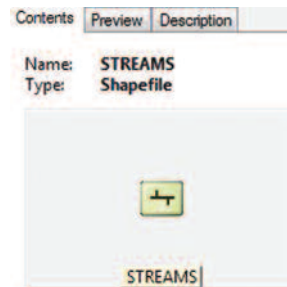 Contents Preview Description
Name: STREAMS
Type: Shapefile
STREAMS